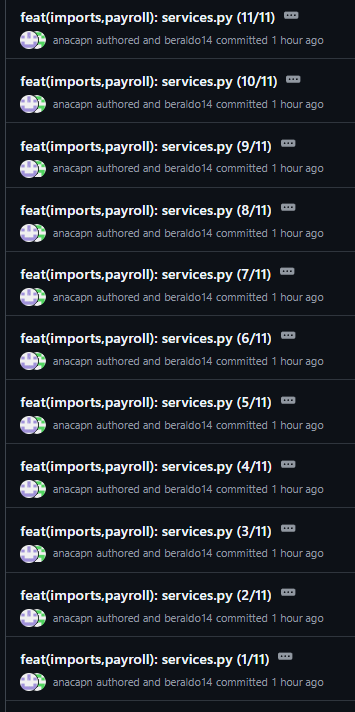 feat(imports,payroll): services.py (11/11)
anacapn authored and beraldo14 committed 1 hour ago
feat(imports,payroll): services.py (10/11)
anacapn authored and beraldo14 committed 1 hour ago
feat(imports,payroll): services.py (9/11)
anacapn authored and beraldo14 committed 1 hour ago
feat(imports,payroll): services.py (8/11)
anacapn authored and beraldo14 committed 1 hour ago
feat(imports,payroll): services.py (7/11)
anacapn authored and beraldo14 committed 1 hour ago
feat(imports,payroll): services.py (6/11)
anacapn authored and beraldo14 committed 1 hour ago
feat(imports,payroll): services.py (5/11)
anacapn authored and beraldo14 committed 1 hour ago
feat(imports,payroll): services.py (4/11)
anacapn authored and beraldo14 committed 1 hour ago
feat(imports,payroll): services.py (3/11)
anacapn authored and beraldo14 committed 1 hour ago
feat(imports,payroll): services.py (2/11)
anacapn authored and beraldo14 committed 1 hour ago
feat(imports,payroll): services.py (1/11)
anacapn authored and beraldo14 committed 1 hour ago